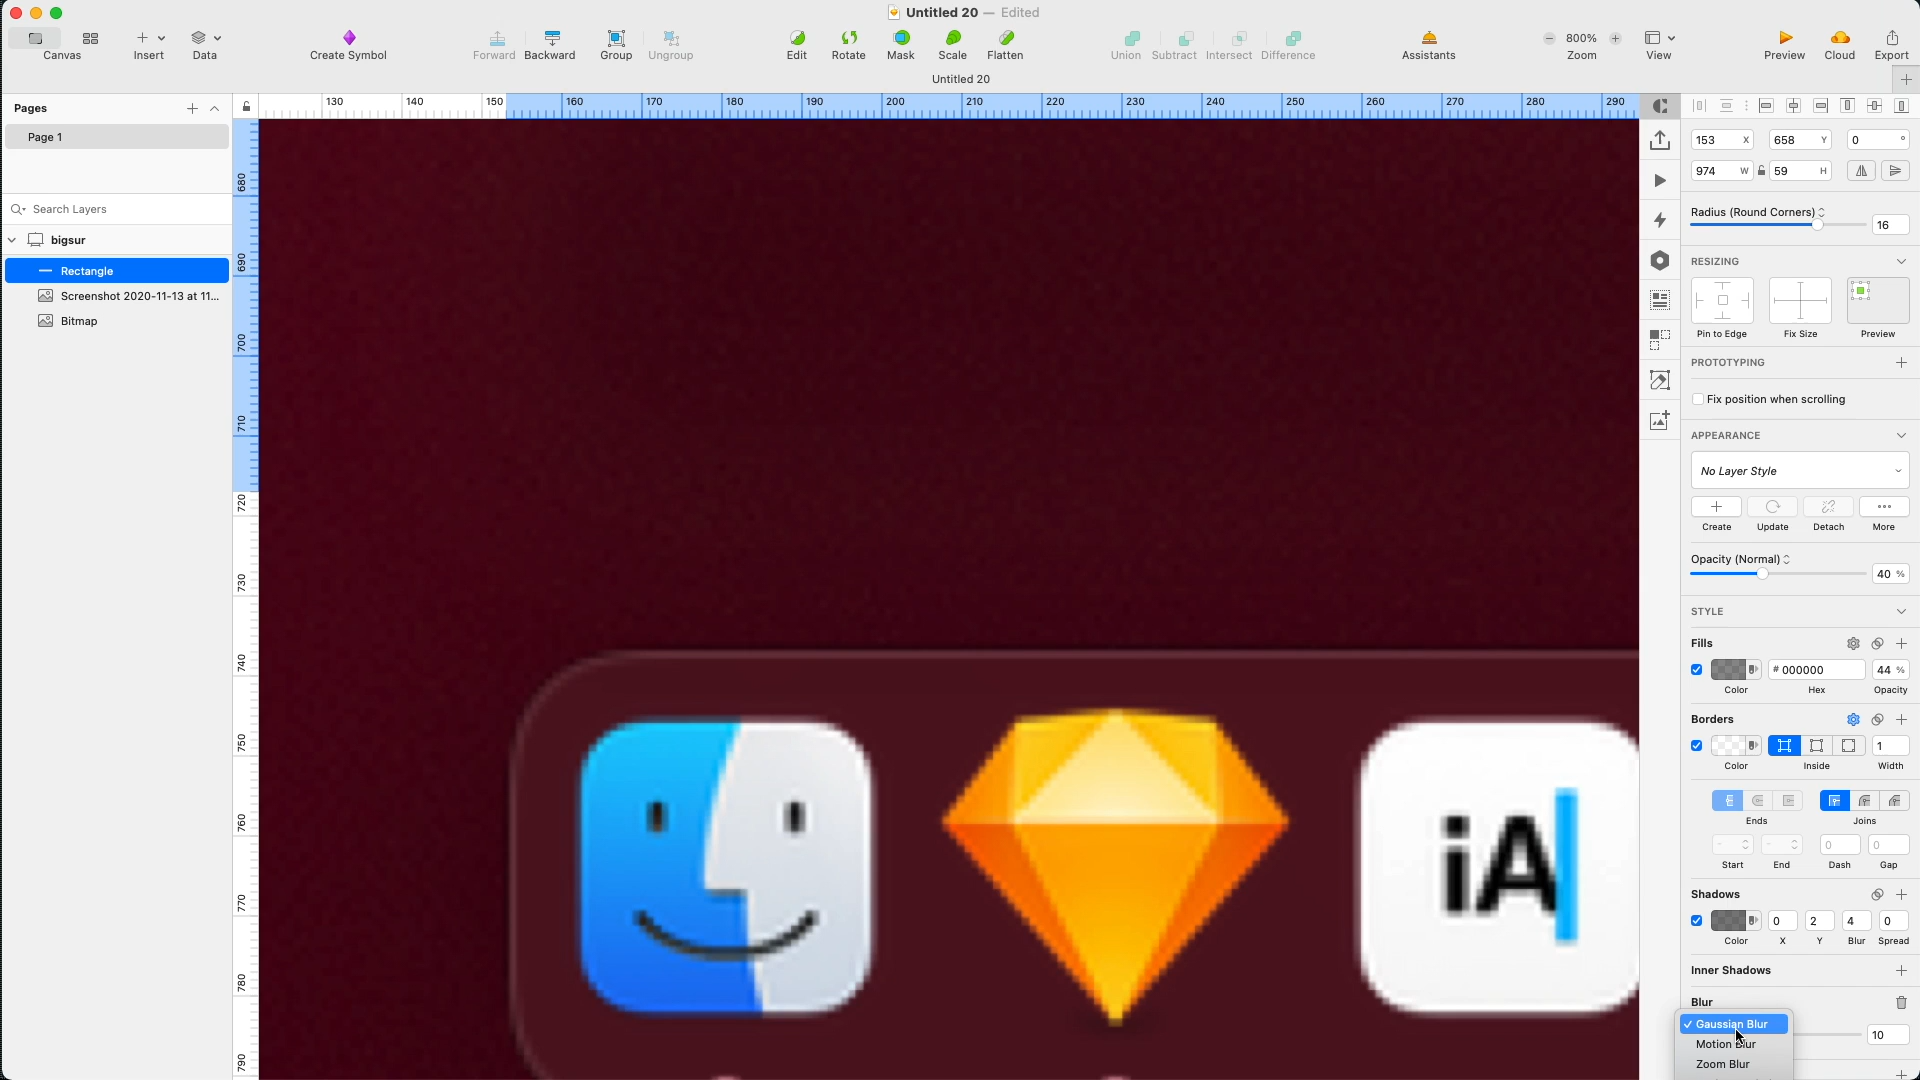 Untitled 20 — Edited
Canvas
Insert
Data
Create Symbol
Forward
Backward
Group
Ungroup
Edit
Rotate
Mask
Scale
Flatten
Union
Subtract
Intersect
Difference
Assistants
800%
Zoom
View
Preview
Cloud
Export
Untitled 20
Pages
Page 1
Search Layers
bigsur
Rectangle
Screenshot 2020-11-13 at 11...
Bitmap
130 140 150 160 170 180 190 200 210 220 230 240 250 260 270 280 290
680
690
700
710
720
730
740
750
760
770
780
790
iA
153 X 658 Y 0 °
974 W 59 H
Radius (Round Corners)
16
RESIZING
Pin to Edge Fix Size Preview
PROTOTYPING
Fix position when scrolling
APPEARANCE
No Layer Style
Create Update Detach More
Opacity (Normal)
40 %
STYLE
Fills
# 000000 44 %
Color Hex Opacity
Borders
1
Color Inside Width
Ends Joins
- - 0 0
Start End Dash Gap
Shadows
0 2 4 0
Color X Y Blur Spread
Inner Shadows
Blur
✓ Gaussian Blur
10
Motion Blur
Zoom Blur